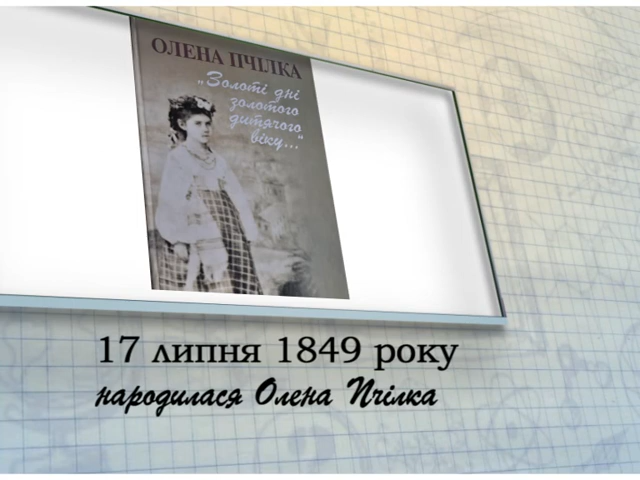 ОЛЕНА ПЧІЛКА
„Золоті дні
золотого
дитячого
віку...“
17 липня 1849 року
народилася Олена Пчілка